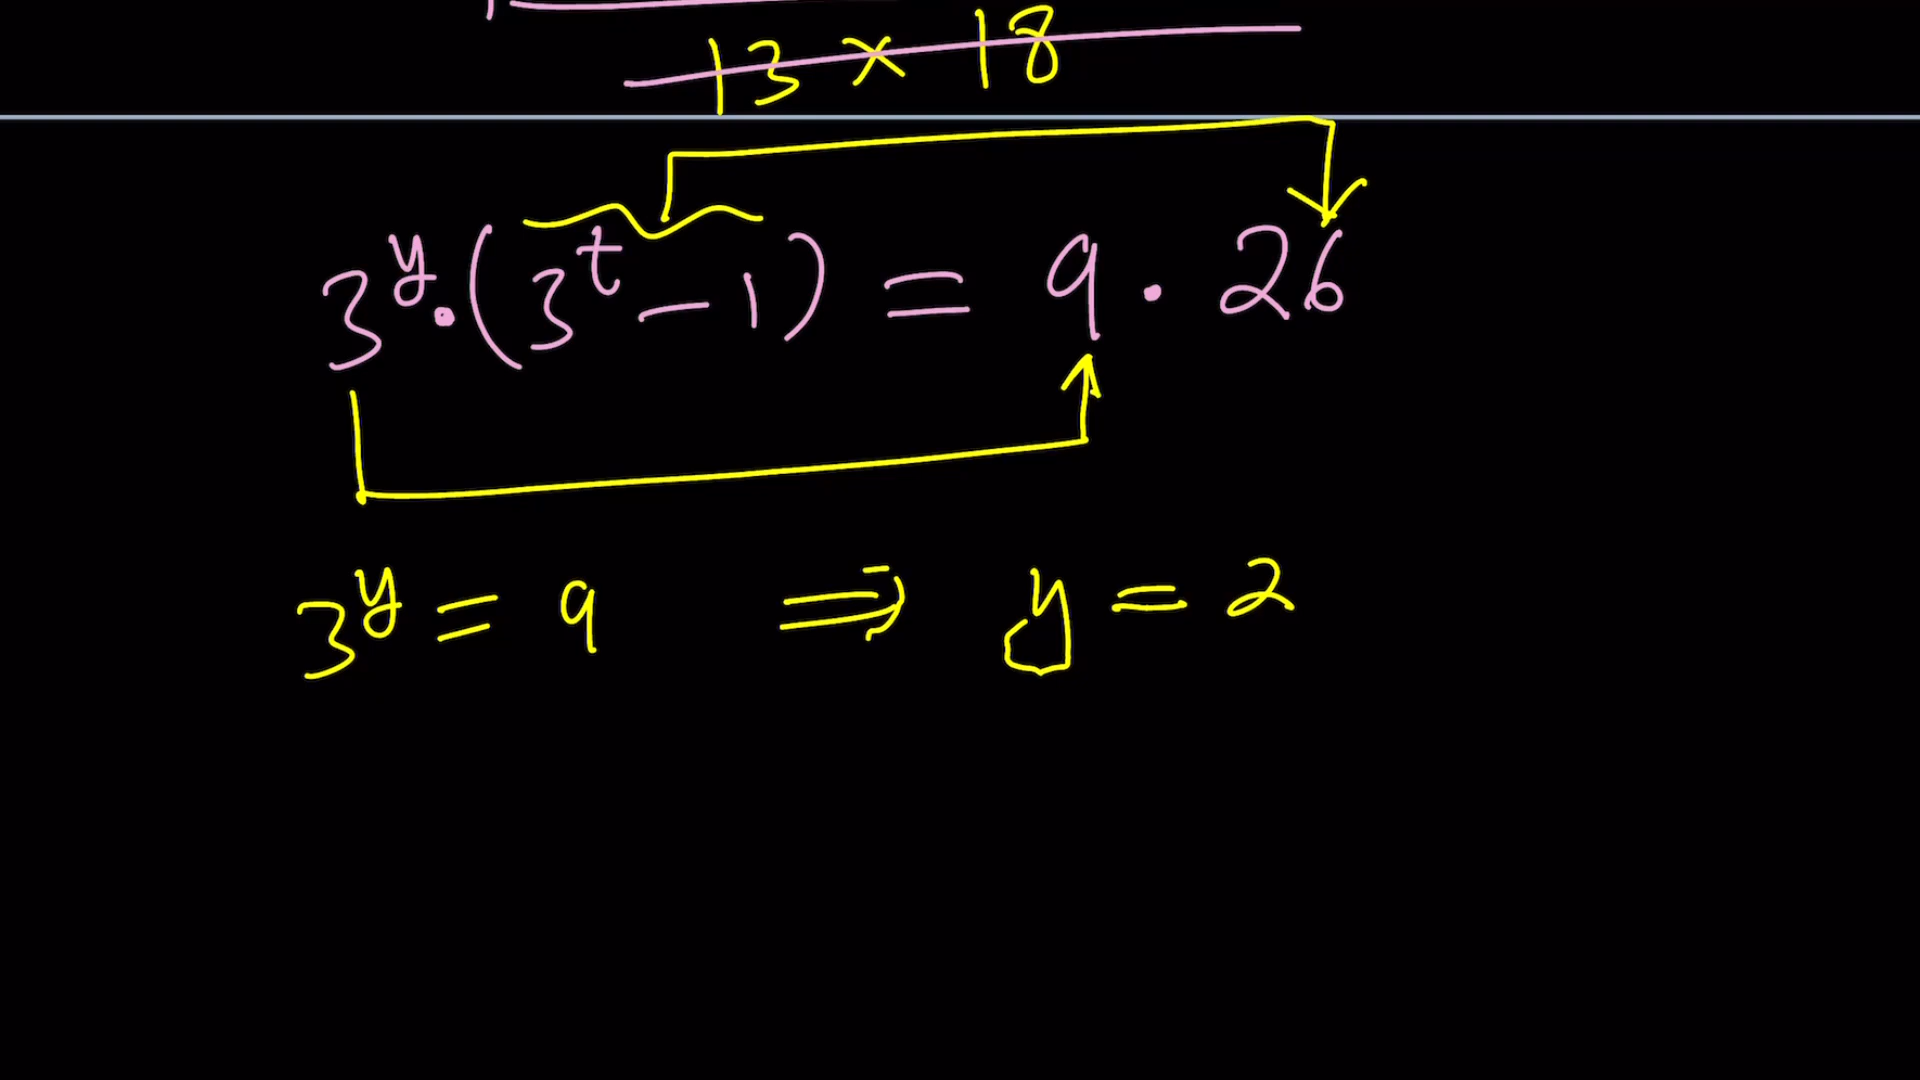 13 × 18
3^y · (3^t − 1) = 9 · 26
3^y = 9 ⇒ y = 2